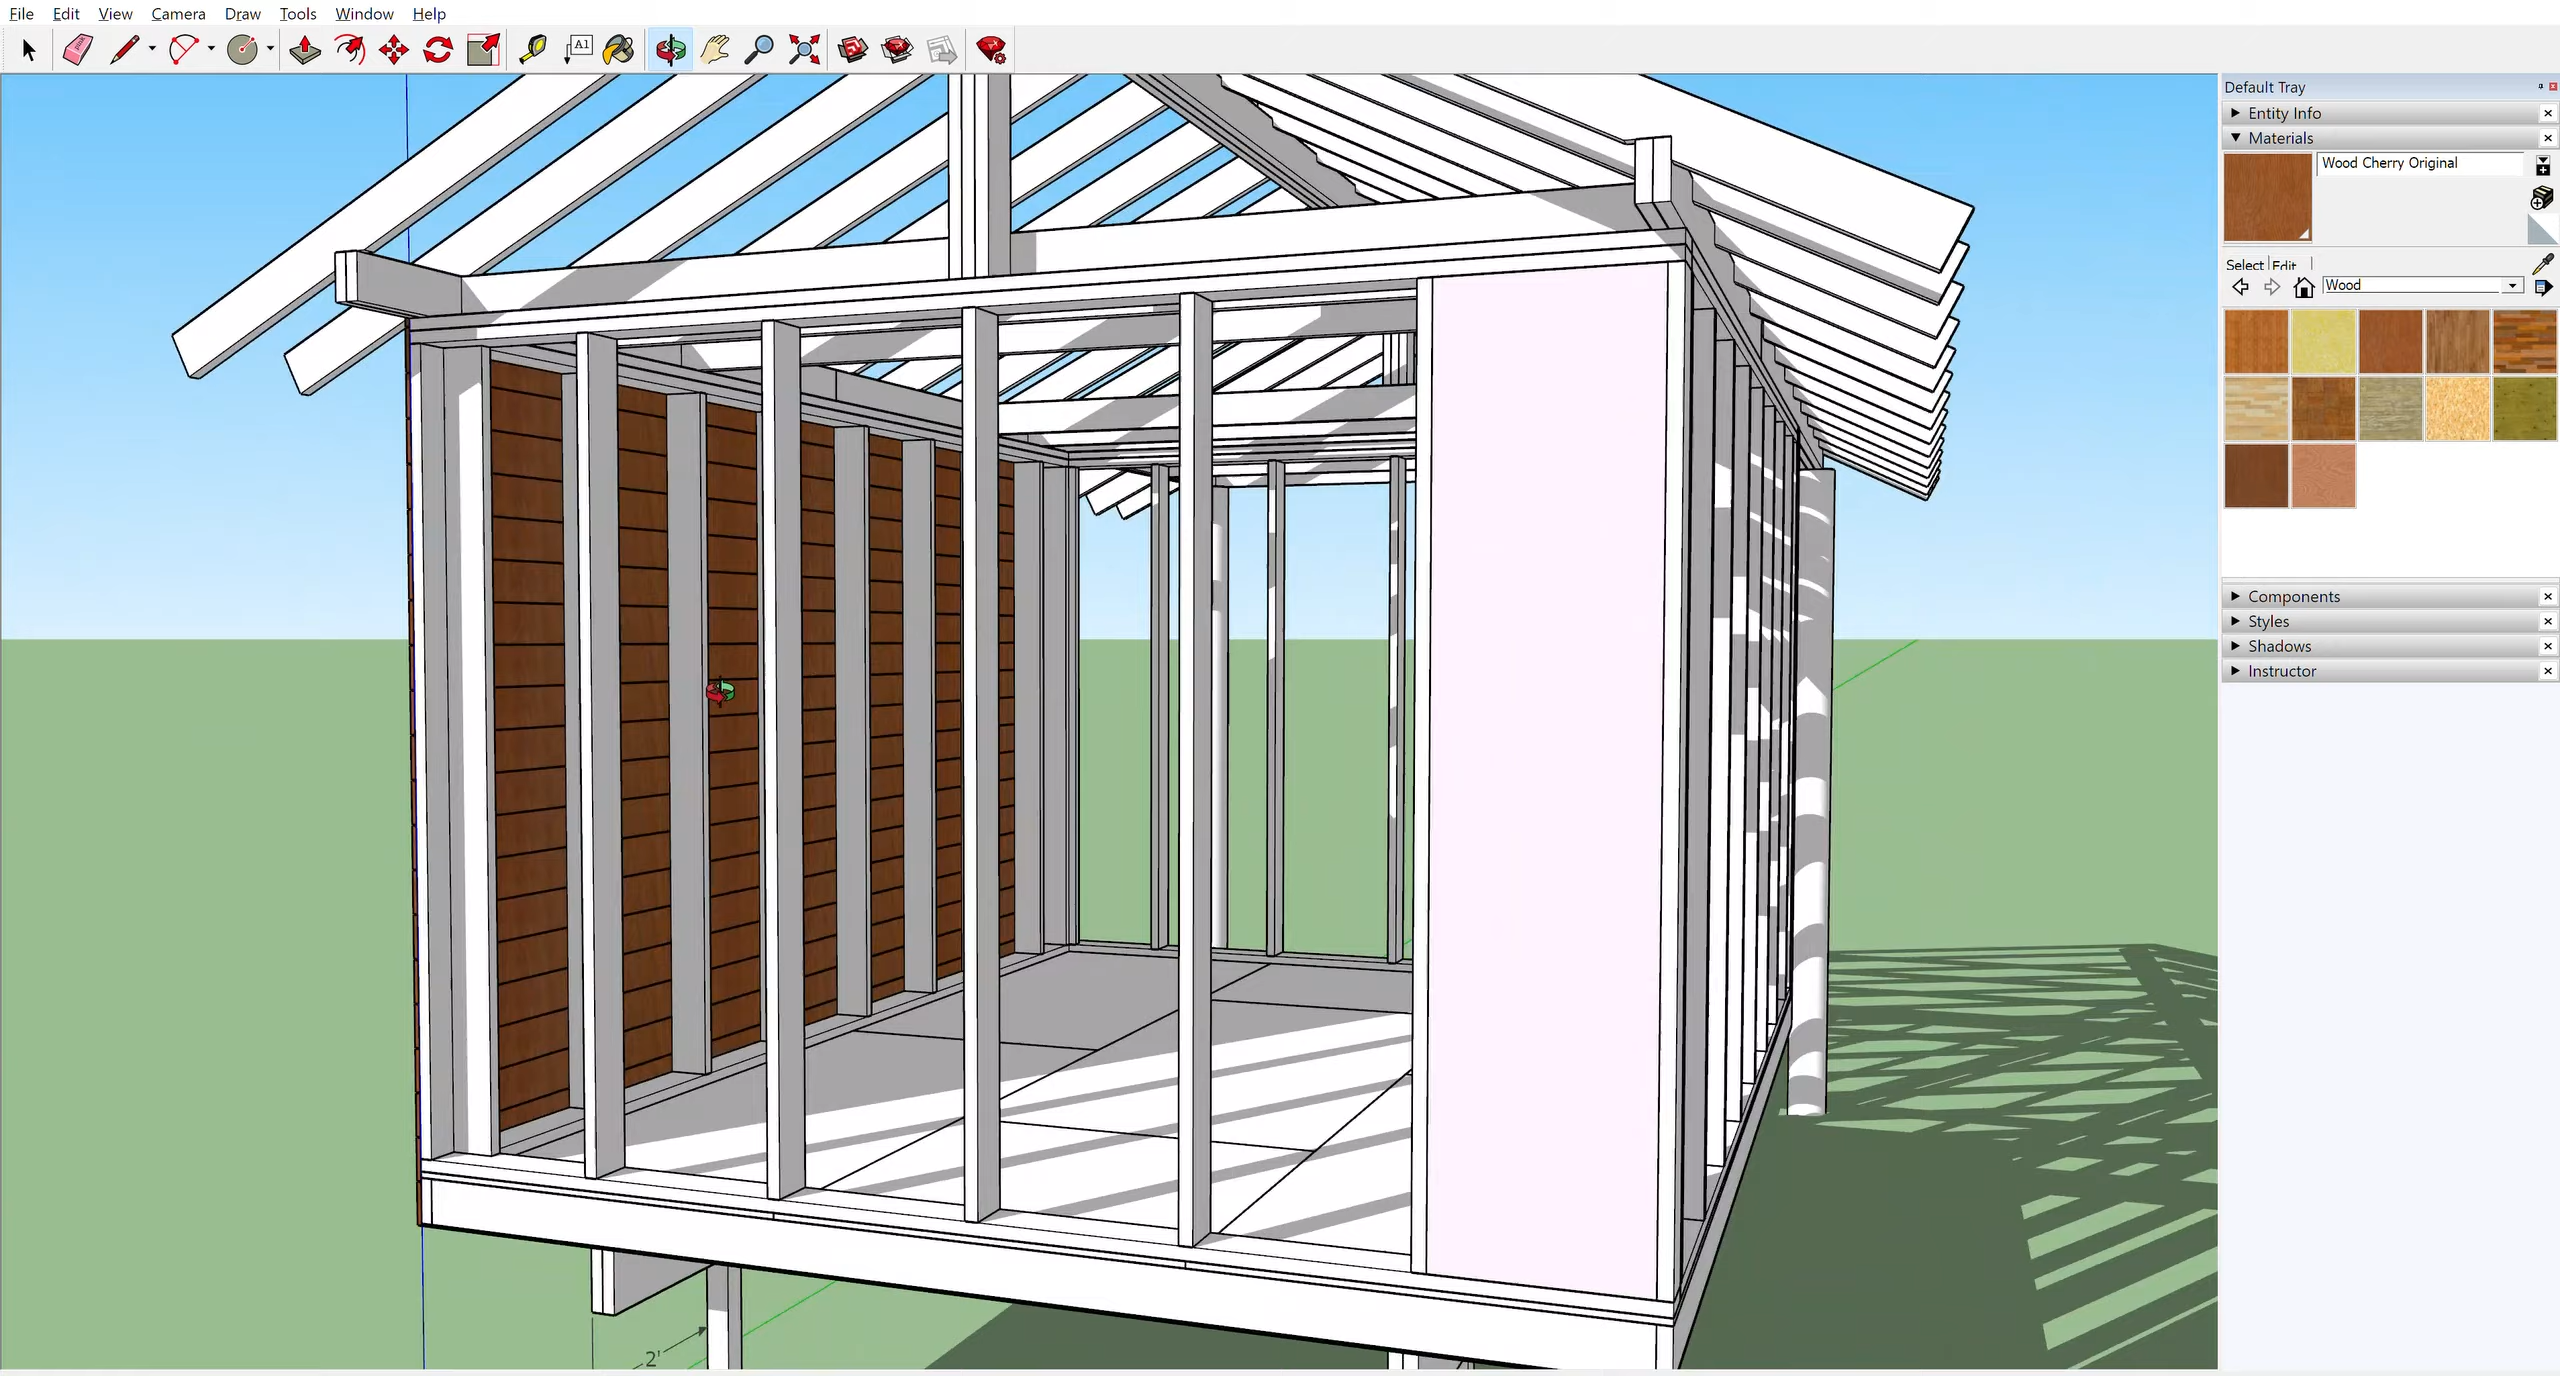 File Edit View Camera Draw Tools Window Help
A1
Default Tray
Entity Info
Materials
Wood Cherry Original
Select Edit
Wood
Components
Styles
Shadows
Instructor
2'